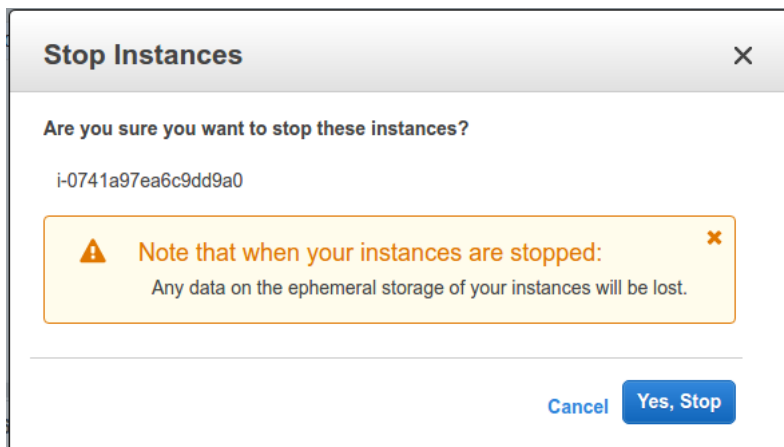 Stop Instances
Are you sure you want to stop these instances?
i-0741a97ea6c9dd9a0
Note that when your instances are stopped:
Any data on the ephemeral storage of your instances will be lost.
Cancel
Yes, Stop